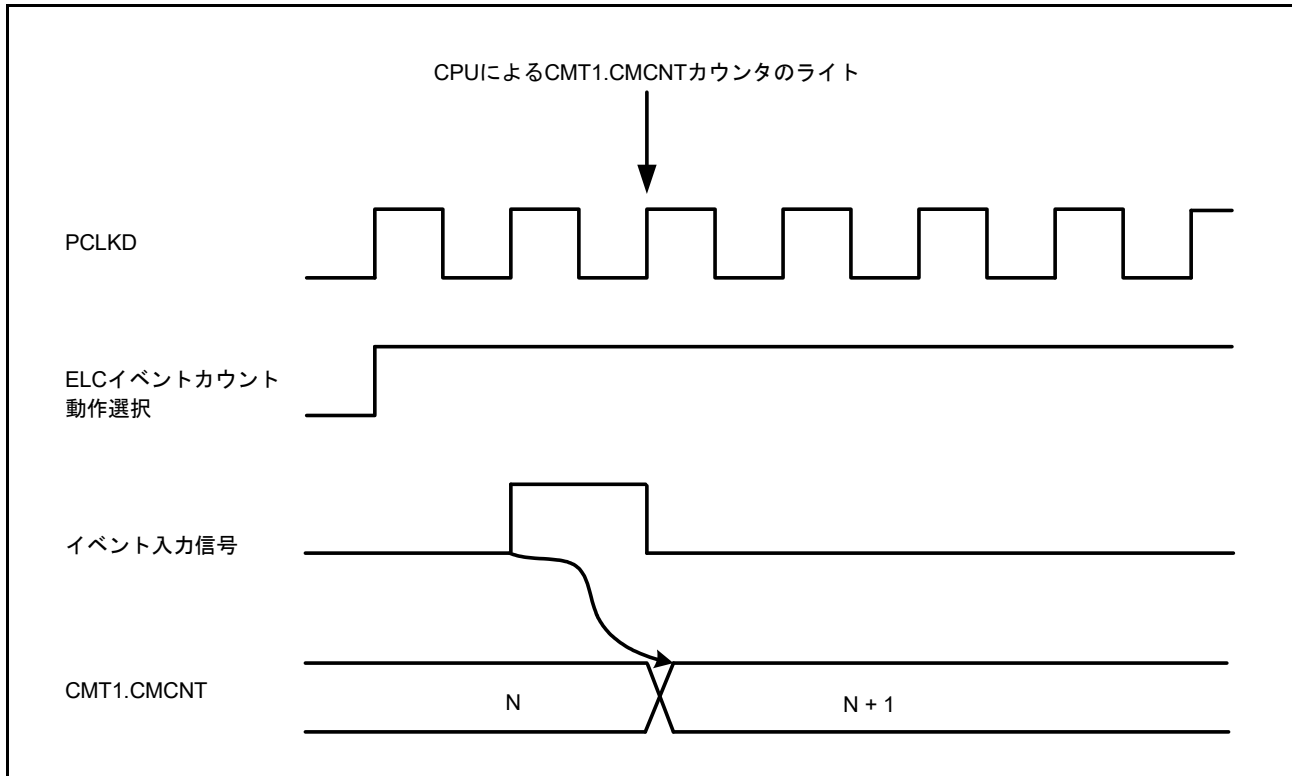 CPUによるCMT1.CMCNTカウンタのライト
PCLKD
ELCイベントカウント
動作選択
イベント入力信号
CMT1.CMCNT
N
N + 1